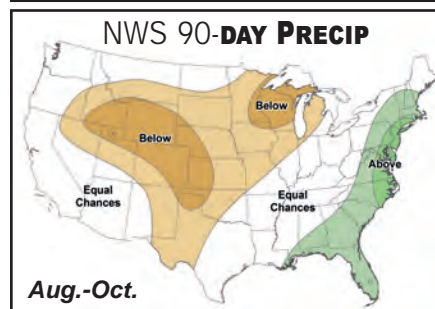 NWS 90-DAY PRECIP
Below
Below
Above
Equal
Chances
Equal
Chances
Aug.-Oct.